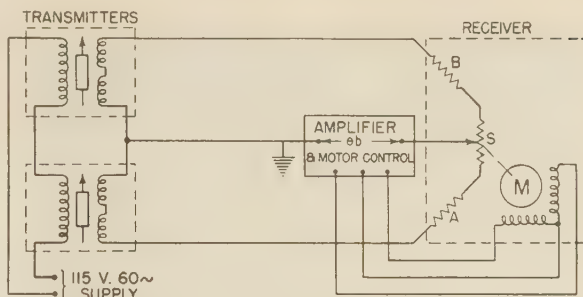 TRANSMITTERS
RECEIVER
B
AMPLIFIER
eb
& MOTOR CONTROL
S
M
A
115 V. 60~
SUPPLY